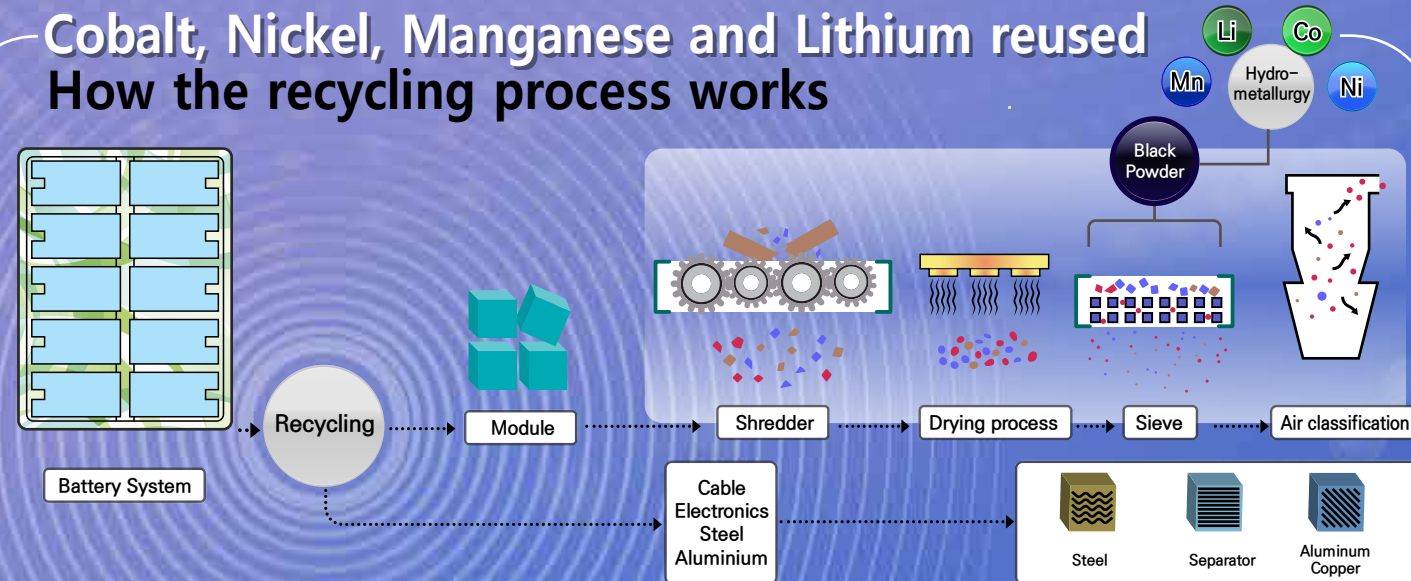 Cobalt, Nickel, Manganese and Lithium reused
How the recycling process works
Li
Co
Mn
Hydro-
metallurgy
Ni
Black
Powder
Recycling
Module
Shredder
Drying process
Sieve
Air classification
Battery System
Cable
Electronics
Steel
Aluminium
Steel
Separator
Aluminum
Copper